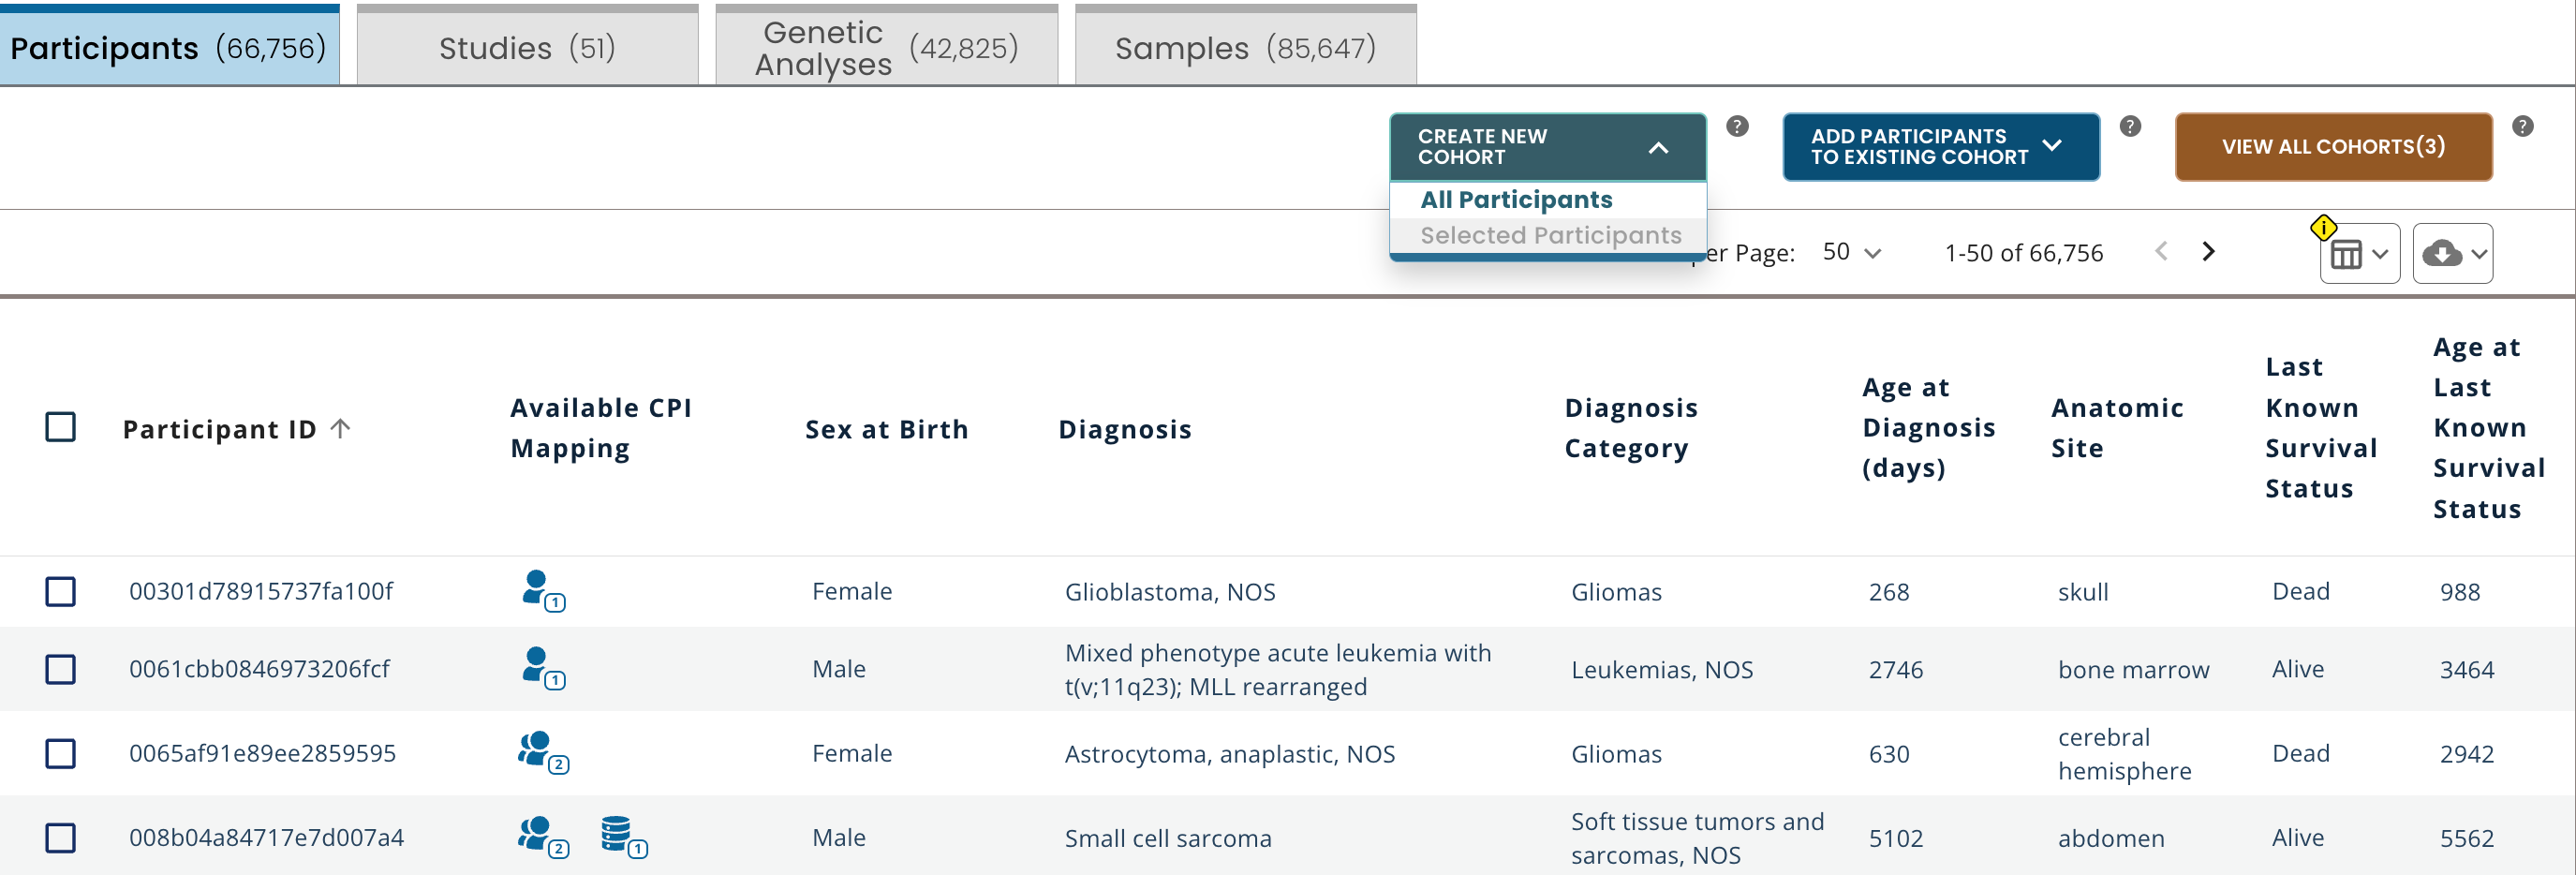 Participants (66,756)
Studies (51)
Genetic
Analyses (42,825)
Samples (85,647)
CREATE NEW
COHORT
?
ADD PARTICIPANTS
TO EXISTING COHORT
?
VIEW ALL COHORTS(3)
?
All Participants
Selected Participants
per Page: 50
1-50 of 66,756
i
Participant ID
Available CPI
Mapping
Sex at Birth
Diagnosis
Diagnosis
Category
Age at
Diagnosis
(days)
Anatomic
Site
Last
Known
Survival
Status
Age at
Last
Known
Survival
Status
00301d78915737fa100f 1 Female Glioblastoma, NOS Gliomas 268 skull Dead 988
0061cbb0846973206fcf 1 Male
Mixed phenotype acute leukemia with
t(v;11q23); MLL rearranged
Leukemias, NOS 2746 bone marrow Alive 3464
0065af91e89ee2859595 2 Female Astrocytoma, anaplastic, NOS Gliomas 630
cerebral
hemisphere
Dead 2942
008b04a84717e7d007a4 2 1 Male Small cell sarcoma
Soft tissue tumors and
sarcomas, NOS
5102 abdomen Alive 5562